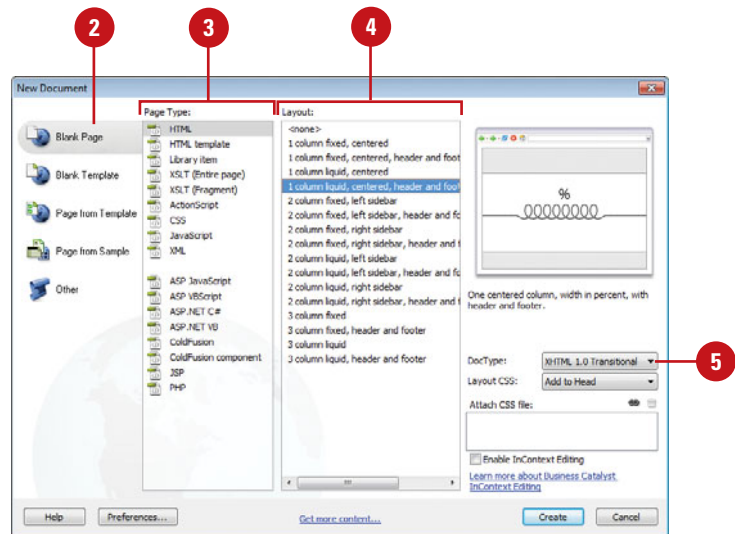 2
3
4
New Document
Blank Page
Blank Template
Page from Template
Page from Sample
Other
Page Type:
HTML
HTML template
Library item
XSLT (Entire page)
XSLT (Fragment)
ActionScript
CSS
JavaScript
XML
ASP JavaScript
ASP VBScript
ASP.NET C#
ASP.NET VB
ColdFusion
ColdFusion component
JSP
PHP
Layout:
<none>
1 column fixed, centered
1 column fixed, centered, header and foot
1 column liquid, centered
1 column liquid, centered, header and foo
2 column fixed, left sidebar
2 column fixed, left sidebar, header and fo
2 column fixed, right sidebar
2 column fixed, right sidebar, header and f
2 column liquid, left sidebar
2 column liquid, left sidebar, header and fo
2 column liquid, right sidebar
2 column liquid, right sidebar, header and f
3 column fixed
3 column fixed, header and footer
3 column liquid
3 column liquid, header and footer
%
One centered column, width in percent, with
header and footer.
DocType: XHTML 1.0 Transitional
5
Layout CSS: Add to Head
Attach CSS file:
Enable InContext Editing
Learn more about Business Catalyst
InContext Editing
Help
Preferences...
Get more content...
Create
Cancel